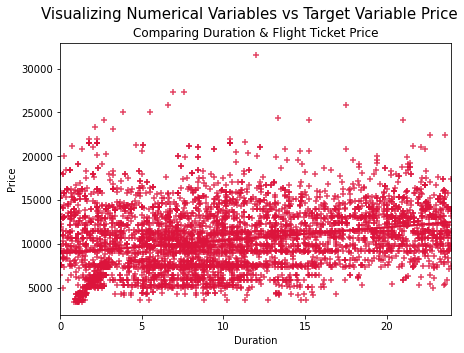 Visualizing Numerical Variables vs Target Variable Price
Comparing Duration & Flight Ticket Price
30000
25000
20000
15000
10000
5000
Price
0 5 10 15 20
Duration